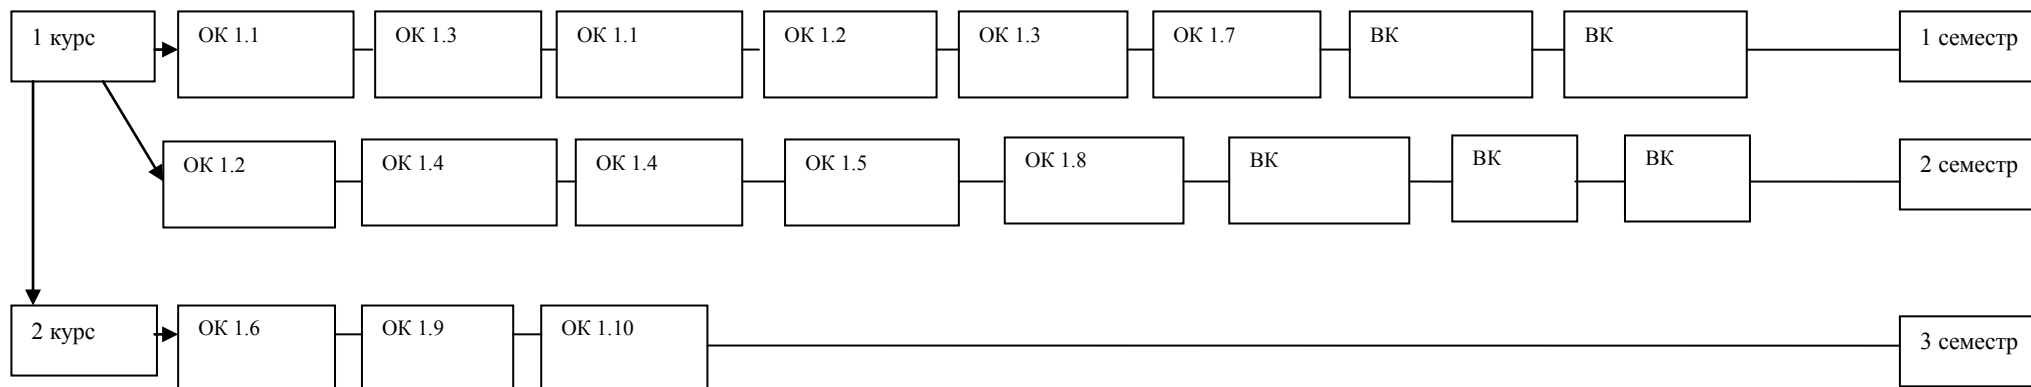 1 курс
ОК 1.1
ОК 1.3
ОК 1.1
ОК 1.2
ОК 1.3
ОК 1.7
ВК
ВК
1 семестр
ОК 1.2
ОК 1.4
ОК 1.4
ОК 1.5
ОК 1.8
ВК
ВК
ВК
2 семестр
2 курс
ОК 1.6
ОК 1.9
ОК 1.10
3 семестр